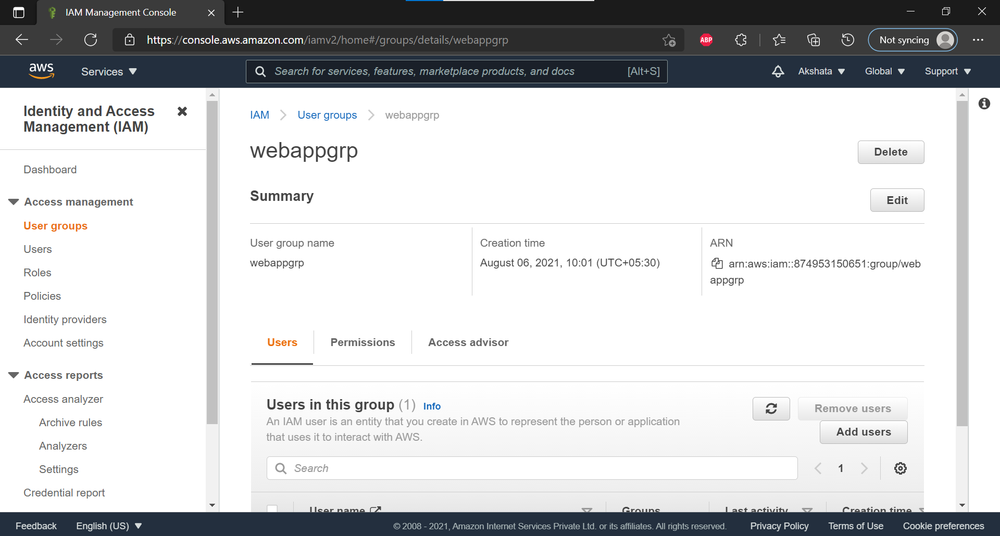 IAM Management Console
https://console.aws.amazon.com/iamv2/home#/groups/details/webappgrp
ABP
Not syncing
aws
Services
Search for services, features, marketplace products, and docs [Alt+S]
Akshata
Global
Support
Identity and Access
Management (IAM)
Dashboard
Access management
User groups
Users
Roles
Policies
Identity providers
Account settings
Access reports
Access analyzer
Archive rules
Analyzers
Settings
Credential report
IAM > User groups > webappgrp
webappgrp
Delete
Summary
Edit
User group name
webappgrp
Creation time
August 06, 2021, 10:01 (UTC+05:30)
ARN
arn:aws:iam::874953150651:group/web
appgrp
Users
Permissions
Access advisor
Users in this group (1) Info
An IAM user is an entity that you create in AWS to represent the person or application
that uses it to interact with AWS.
Remove users
Add users
Search
1
User name
Groups
Last activity
Creation time
Feedback
English (US)
© 2008 - 2021, Amazon Internet Services Private Ltd. or its affiliates. All rights reserved.
Privacy Policy
Terms of Use
Cookie preferences